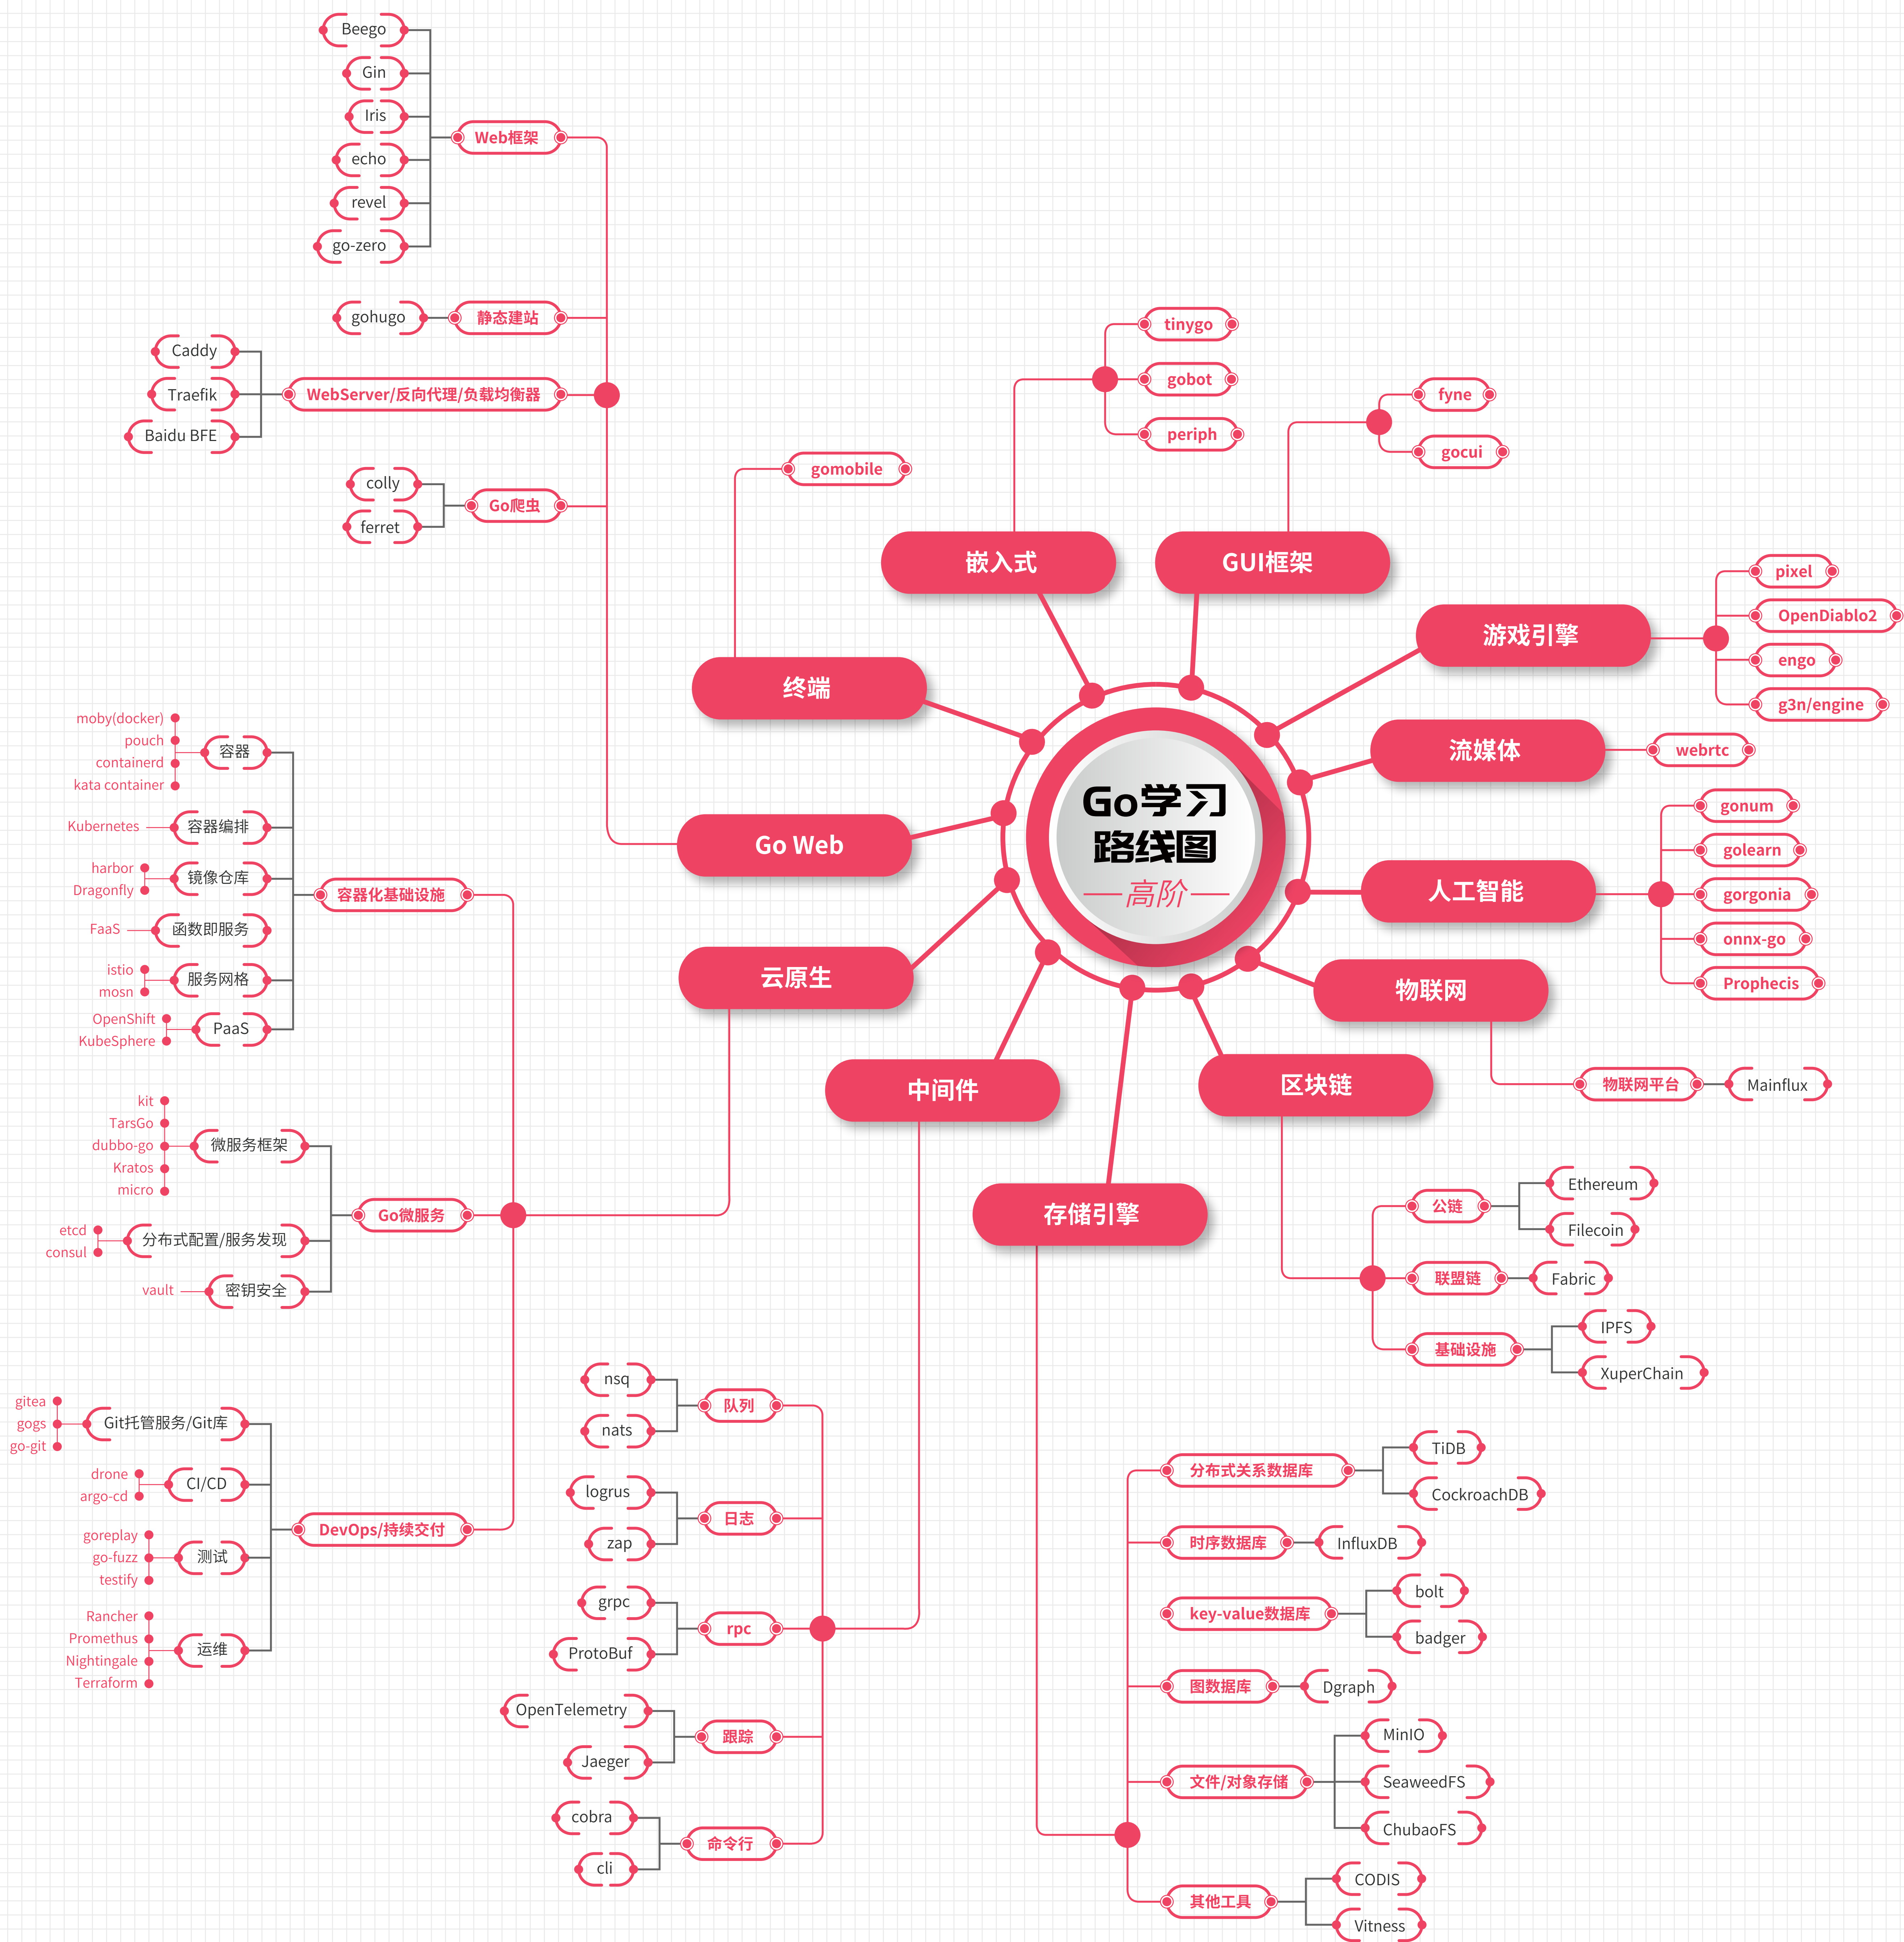 Go学习
路线图
高阶
Go Web
Web框架
Beego
Gin
Iris
echo
revel
go-zero
静态建站
gohugo
WebServer/反向代理/负载均衡器
Caddy
Traefik
Baidu BFE
Go爬虫
colly
ferret
终端
gomobile
嵌入式
tinygo
gobot
periph
GUI框架
fyne
gocui
游戏引擎
pixel
OpenDiablo2
engo
g3n/engine
流媒体
webrtc
人工智能
gonum
golearn
gorgonia
onnx-go
Prophecis
物联网
物联网平台
Mainflux
区块链
公链
Ethereum
Filecoin
联盟链
Fabric
基础设施
IPFS
XuperChain
存储引擎
分布式关系数据库
TiDB
CockroachDB
时序数据库
InfluxDB
key-value数据库
bolt
badger
图数据库
Dgraph
文件/对象存储
MinIO
SeaweedFS
ChubaoFS
其他工具
CODIS
Vitness
中间件
队列
nsq
nats
日志
logrus
zap
rpc
grpc
ProtoBuf
跟踪
OpenTelemetry
Jaeger
命令行
cobra
cli
云原生
容器化基础设施
容器
moby(docker)
pouch
containerd
kata container
容器编排
Kubernetes
镜像仓库
harbor
Dragonfly
函数即服务
FaaS
服务网格
istio
mosn
PaaS
OpenShift
KubeSphere
Go微服务
微服务框架
kit
TarsGo
dubbo-go
Kratos
micro
分布式配置/服务发现
etcd
consul
密钥安全
vault
DevOps/持续交付
Git托管服务/Git库
gitea
gogs
go-git
CI/CD
drone
argo-cd
测试
goreplay
go-fuzz
testify
运维
Rancher
Promethus
Nightingale
Terraform